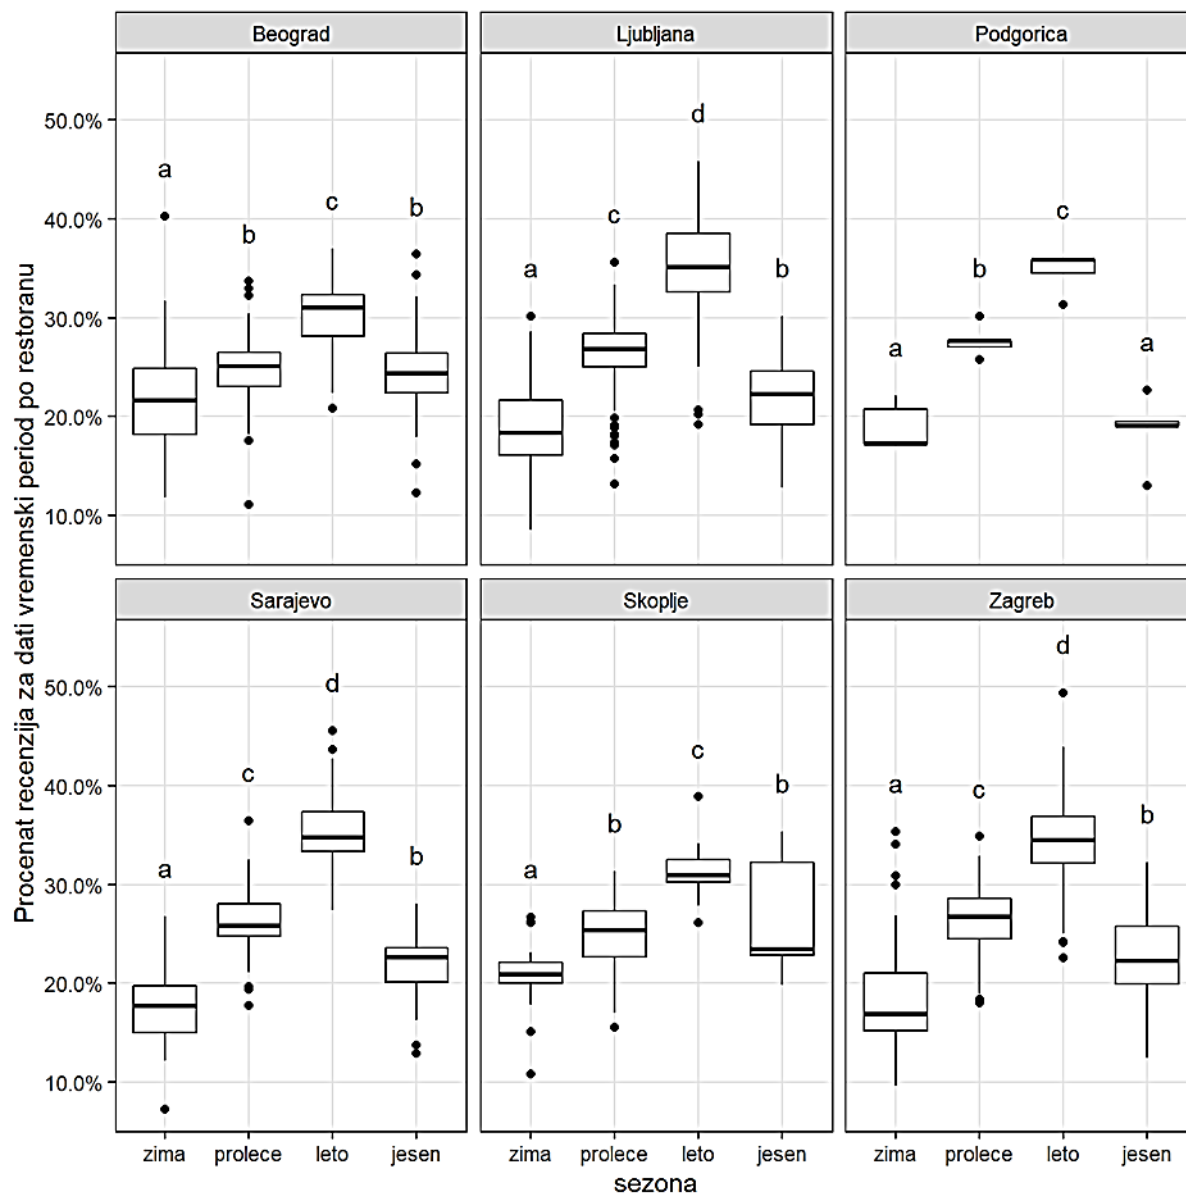 Beograd
Ljubljana
Podgorica
50.0%
40.0%
30.0%
20.0%
10.0%
a
b
c
b
a
c
d
b
a
b
c
a
Procenat recenzija za dati vremenski period po restoranu
Sarajevo
Skoplje
Zagreb
50.0%
40.0%
30.0%
20.0%
10.0%
a
c
d
b
a
b
c
b
a
c
d
b
zima prolece leto jesen
zima prolece leto jesen
zima prolece leto jesen
sezona